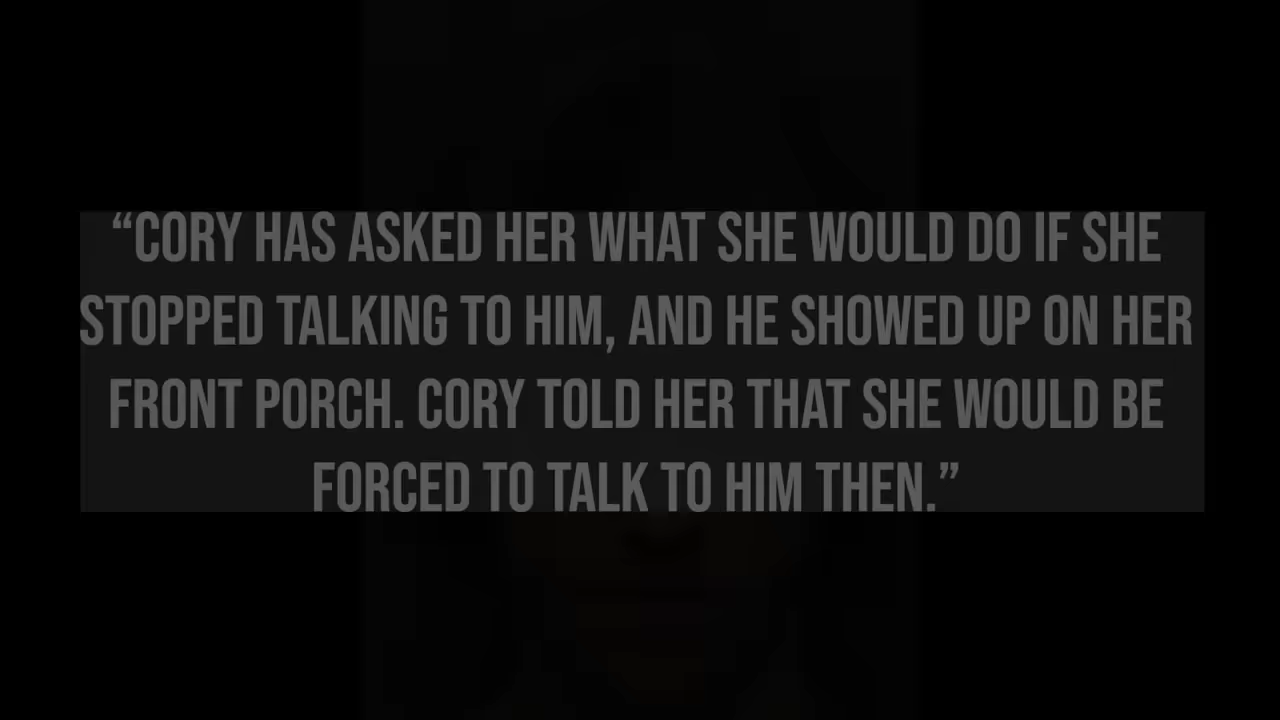 “CORY HAS ASKED HER WHAT SHE WOULD DO IF SHE
STOPPED TALKING TO HIM, AND HE SHOWED UP ON HER
FRONT PORCH. CORY TOLD HER THAT SHE WOULD BE
FORCED TO TALK TO HIM THEN.”